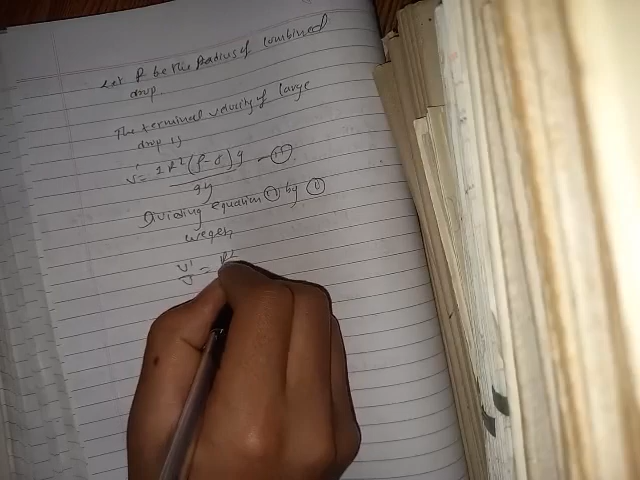 Let R be the Radius of combined
drop
The terminal velocity of large
drop is
v' = 2R²(ρ-σ)g —(ii)
9η
Dividing equation (ii) by (i)
we get,
v' = R²
v